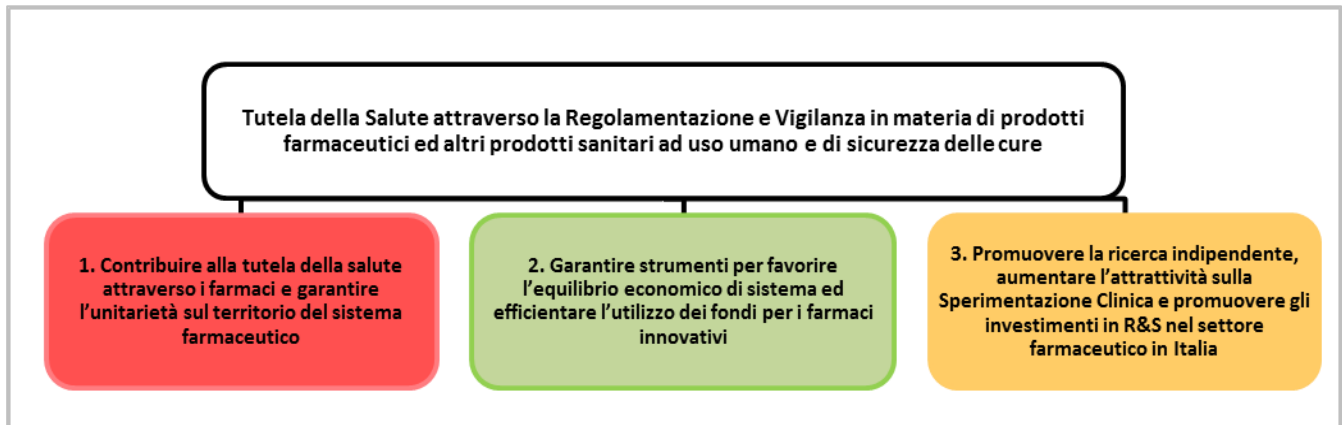 Tutela della Salute attraverso la Regolamentazione e Vigilanza in materia di prodotti
farmaceutici ed altri prodotti sanitari ad uso umano e di sicurezza delle cure
1. Contribuire alla tutela della salute
attraverso i farmaci e garantire
l’unitarietà sul territorio del sistema
farmaceutico
2. Garantire strumenti per favorire
l’equilibrio economico di sistema ed
efficientare l’utilizzo dei fondi per i farmaci
innovativi
3. Promuovere la ricerca indipendente,
aumentare l’attrattività sulla
Sperimentazione Clinica e promuovere gli
investimenti in R&S nel settore
farmaceutico in Italia